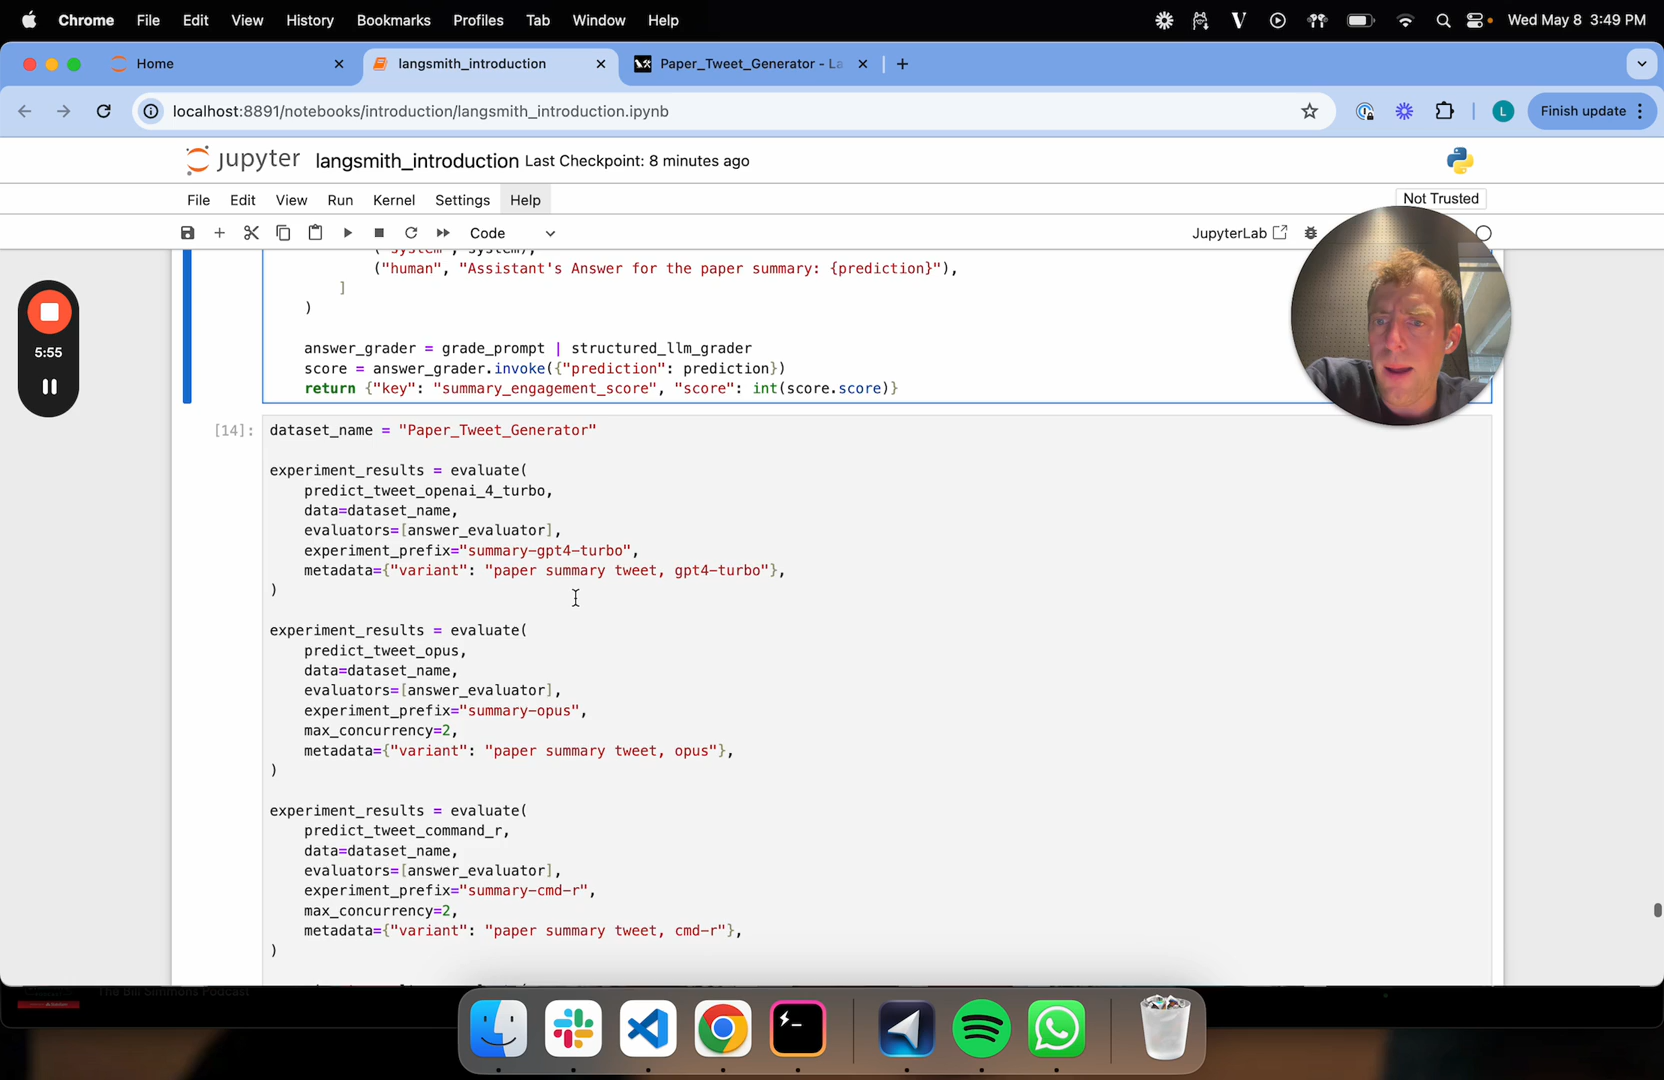 Chrome File Edit View History Bookmarks Profiles Tab Window Help Wed May 8 3:49 PM
Home langsmith_introduction Paper_Tweet_Generator - La
localhost:8891/notebooks/introduction/langsmith_introduction.ipynb L Finish update
jupyter langsmith_introduction Last Checkpoint: 8 minutes ago
File Edit View Run Kernel Settings Help Not Trusted
Code JupyterLab
("system", system),
("human", "Assistant's Answer for the paper summary: {prediction}"),
]
)
answer_grader = grade_prompt | structured_llm_grader
score = answer_grader.invoke({"prediction": prediction})
return {"key": "summary_engagement_score", "score": int(score.score)}
5:55
[14]: dataset_name = "Paper_Tweet_Generator"
experiment_results = evaluate(
predict_tweet_openai_4_turbo,
data=dataset_name,
evaluators=[answer_evaluator],
experiment_prefix="summary-gpt4-turbo",
metadata={"variant": "paper summary tweet, gpt4-turbo"},
)
experiment_results = evaluate(
predict_tweet_opus,
data=dataset_name,
evaluators=[answer_evaluator],
experiment_prefix="summary-opus",
max_concurrency=2,
metadata={"variant": "paper summary tweet, opus"},
)
experiment_results = evaluate(
predict_tweet_command_r,
data=dataset_name,
evaluators=[answer_evaluator],
experiment_prefix="summary-cmd-r",
max_concurrency=2,
metadata={"variant": "paper summary tweet, cmd-r"},
)
The Bill Simmons Podcast